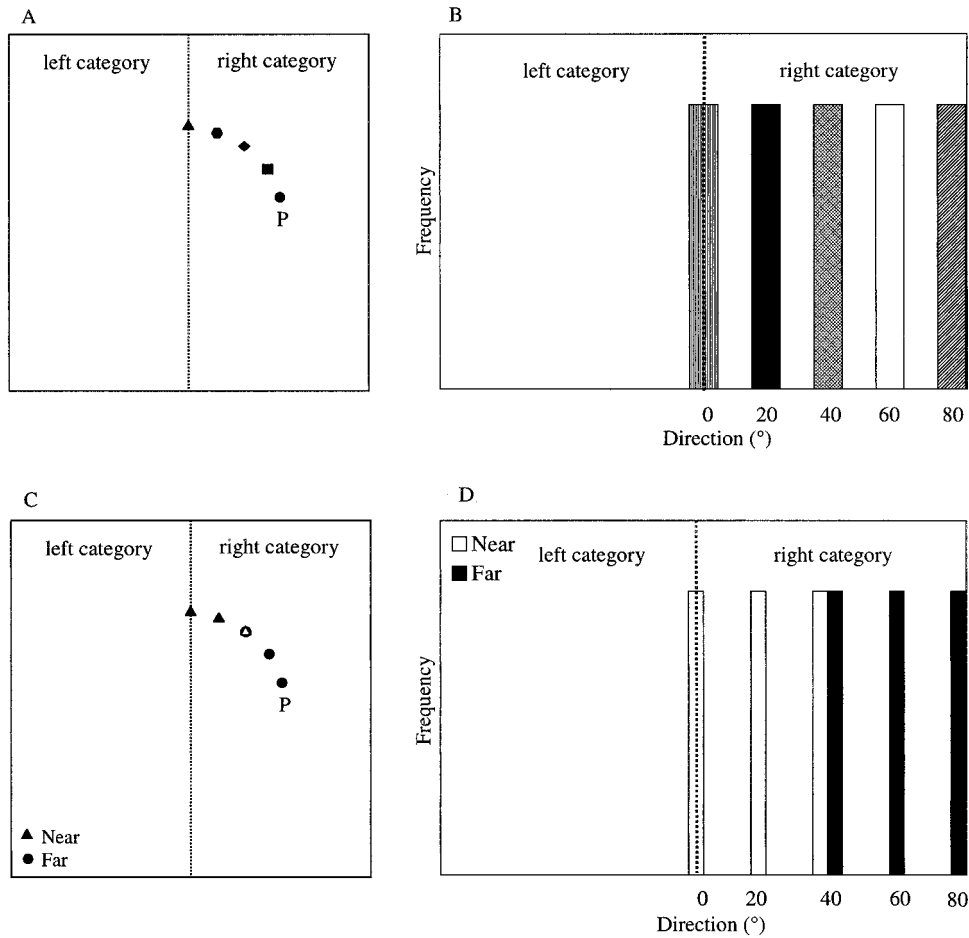 A
left category
right category
P
B
left category
right category
Frequency
0 20 40 60 80
Direction (°)
C
left category
right category
P
Near
Far
D
Near
Far
left category
right category
Frequency
0 20 40 60 80
Direction (°)